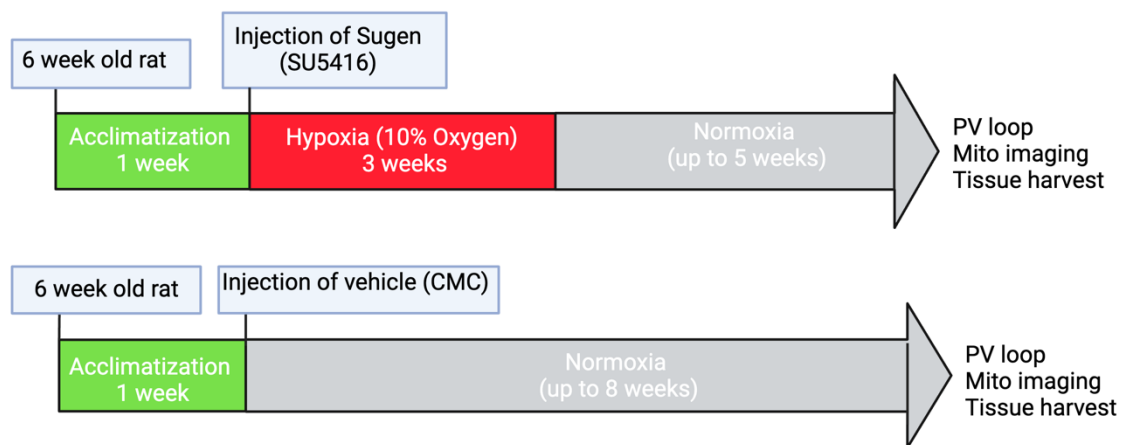 6 week old rat
Injection of Sugen
(SU5416)
Acclimatization
1 week
Hypoxia (10% Oxygen)
3 weeks
Normoxia
(up to 5 weeks)
PV loop
Mito imaging
Tissue harvest
6 week old rat
Injection of vehicle (CMC)
Acclimatization
1 week
Normoxia
(up to 8 weeks)
PV loop
Mito imaging
Tissue harvest